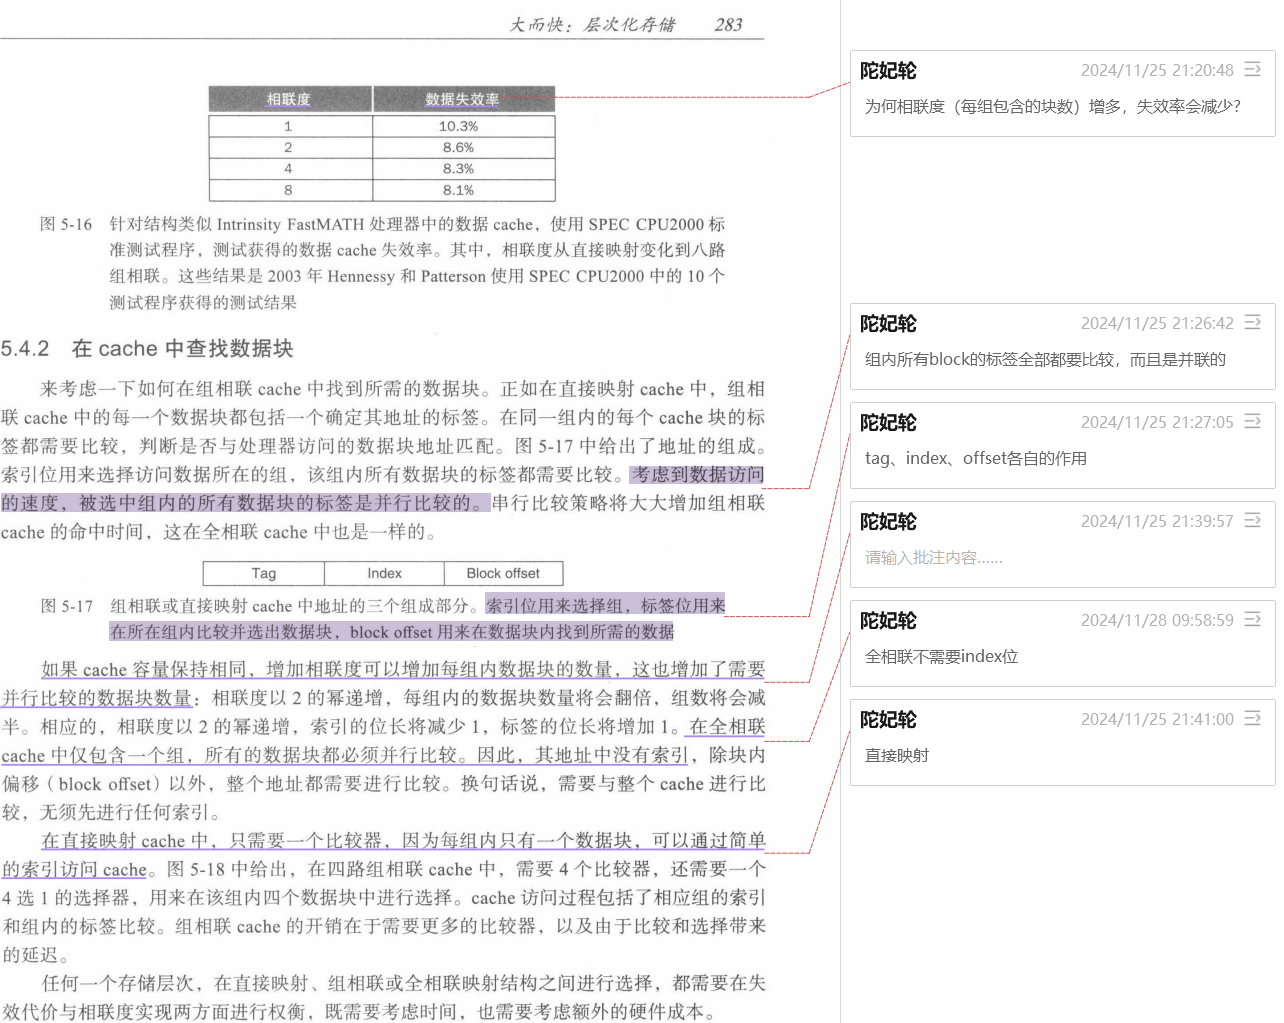 大而快：层次化存储 283
相联度 数据失效率
1 10.3%
2 8.6%
4 8.3%
8 8.1%
图 5-16 针对结构类似 Intrinsity FastMATH 处理器中的数据 cache，使用 SPEC CPU2000 标
准测试程序，测试获得的数据 cache 失效率。其中，相联度从直接映射变化到八路
组相联。这些结果是 2003 年 Hennessy 和 Patterson 使用 SPEC CPU2000 中的 10 个
测试程序获得的测试结果
5.4.2 在 cache 中查找数据块
来考虑一下如何在组相联 cache 中找到所需的数据块。正如在直接映射 cache 中，组相
联 cache 中的每一个数据块都包括一个确定其地址的标签。在同一组内的每个 cache 块的标
签都需要比较，判断是否与处理器访问的数据块地址匹配。图 5-17 中给出了地址的组成。
索引位用来选择访问数据所在的组，该组内所有数据块的标签都需要比较。考虑到数据访问
的速度，被选中组内的所有数据块的标签是并行比较的。串行比较策略将大大增加组相联
cache 的命中时间，这在全相联 cache 中也是一样的。
Tag Index Block offset
图 5-17 组相联或直接映射 cache 中地址的三个组成部分。索引位用来选择组，标签位用来
在所在组内比较并选出数据块，block offset 用来在数据块内找到所需的数据
如果 cache 容量保持相同，增加相联度可以增加每组内数据块的数量，这也增加了需要
并行比较的数据块数量：相联度以 2 的幂递增，每组内的数据块数量将会翻倍，组数将会减
半。相应的，相联度以 2 的幂递增，索引的位长将减少 1，标签的位长将增加 1。在全相联
cache 中仅包含一个组，所有的数据块都必须并行比较。因此，其地址中没有索引，除块内
偏移（block offset）以外，整个地址都需要进行比较。换句话说，需要与整个 cache 进行比
较，无须先进行任何索引。
在直接映射 cache 中，只需要一个比较器，因为每组内只有一个数据块，可以通过简单
的索引访问 cache。图 5-18 中给出，在四路组相联 cache 中，需要 4 个比较器，还需要一个
4 选 1 的选择器，用来在该组内四个数据块中进行选择。cache 访问过程包括了相应组的索引
和组内的标签比较。组相联 cache 的开销在于需要更多的比较器，以及由于比较和选择带来
的延迟。
任何一个存储层次，在直接映射、组相联或全相联映射结构之间进行选择，都需要在失
效代价与相联度实现两方面进行权衡，既需要考虑时间，也需要考虑额外的硬件成本。
陀妃轮 2024/11/25 21:20:48
为何相联度（每组包含的块数）增多，失效率会减少？
陀妃轮 2024/11/25 21:26:42
组内所有block的标签全部都要比较，而且是并联的
陀妃轮 2024/11/25 21:27:05
tag、index、offset各自的作用
陀妃轮 2024/11/25 21:39:57
请输入批注内容……
陀妃轮 2024/11/28 09:58:59
全相联不需要index位
陀妃轮 2024/11/25 21:41:00
直接映射